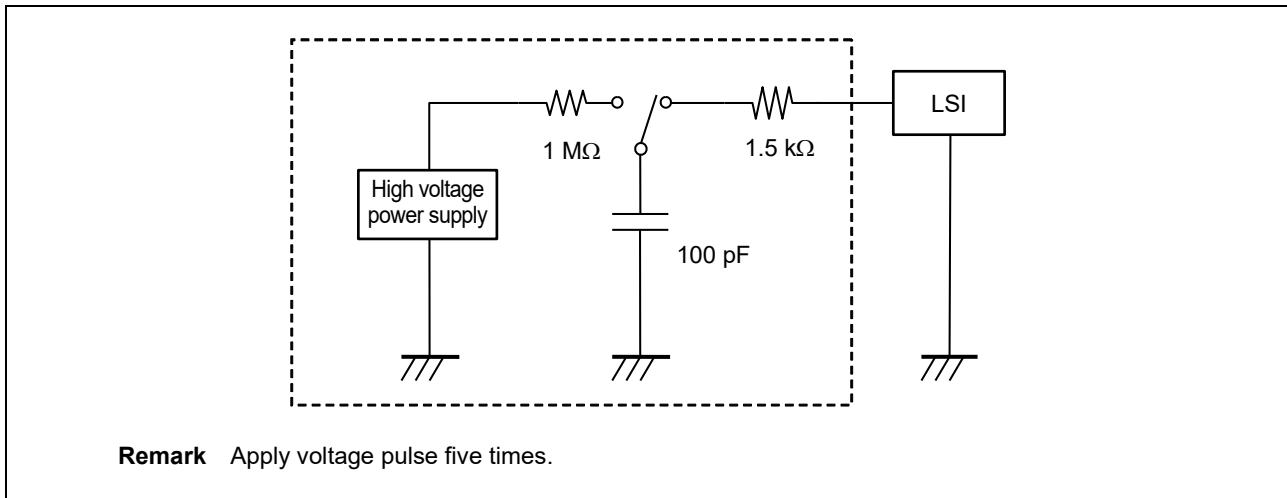 LSI
1 MΩ
1.5 kΩ
High voltage
power supply
100 pF
Remark Apply voltage pulse five times.